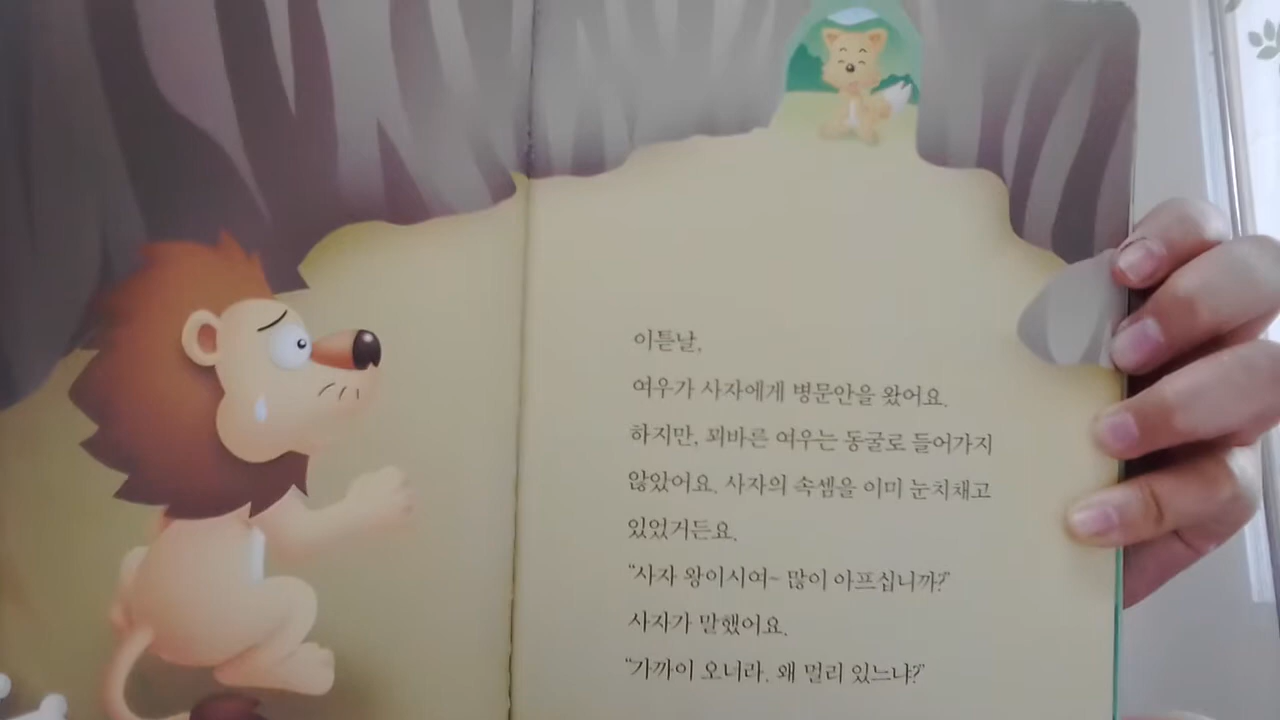 이튿날,
여우가 사자에게 병문안을 왔어요.
하지만, 꾀바른 여우는 동굴로 들어가지
않았어요. 사자의 속셈을 이미 눈치채고
있었거든요.
“사자 왕이시여~ 많이 아프십니까?”
사자가 말했어요.
“가까이 오너라. 왜 멀리 있느냐?”